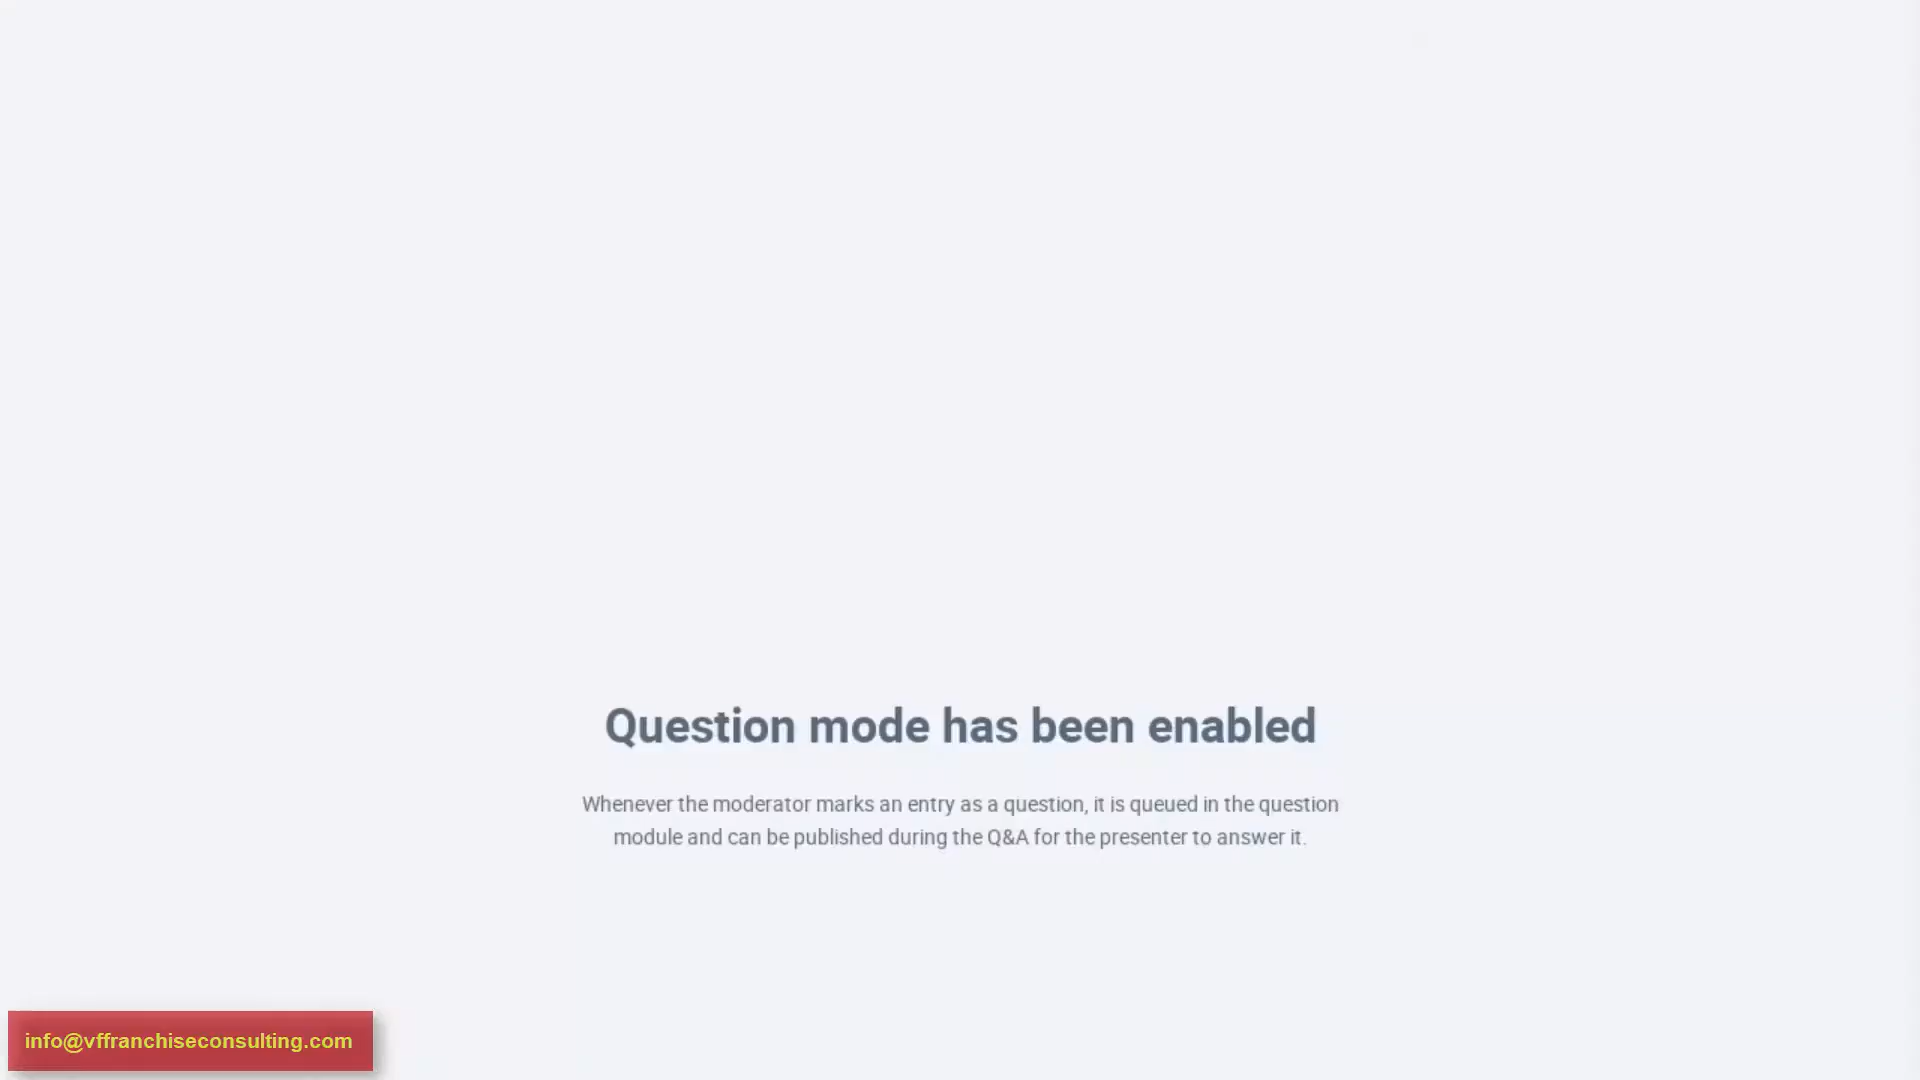 Question mode has been enabled
Whenever the moderator marks an entry as a question, it is queued in the question
module and can be published during the Q&A for the presenter to answer it.
info@vffranchiseconsulting.com